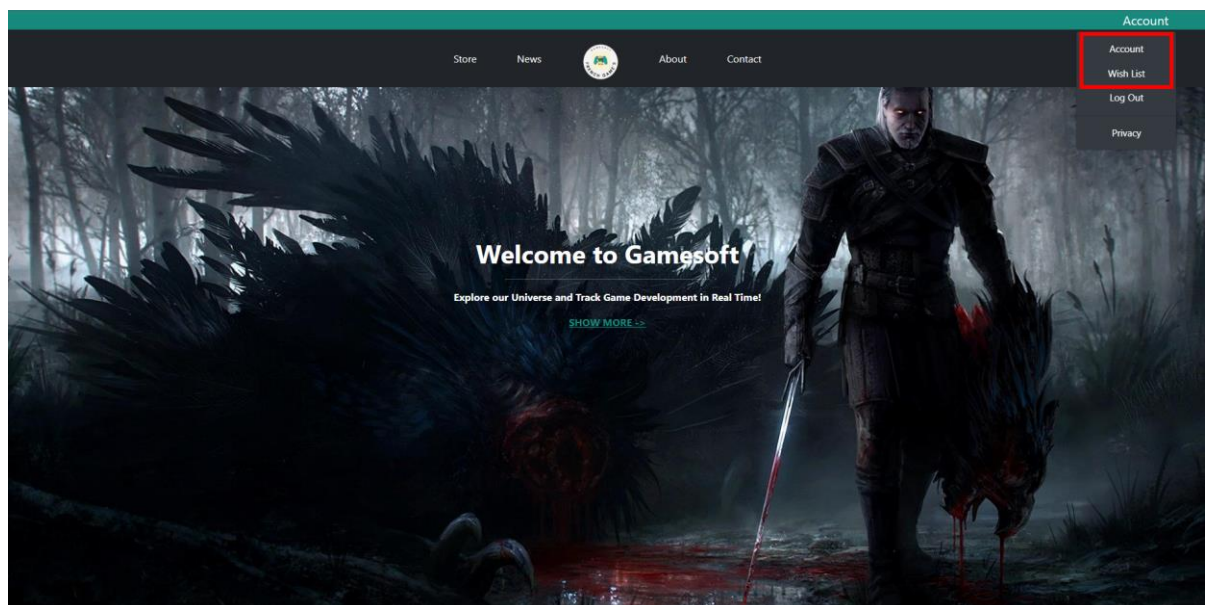 Account
Store News About Contact
Account
Wish List
Log Out
Privacy
Welcome to Gamesoft
Explore our Universe and Track Game Development in Real Time!
SHOW MORE ->